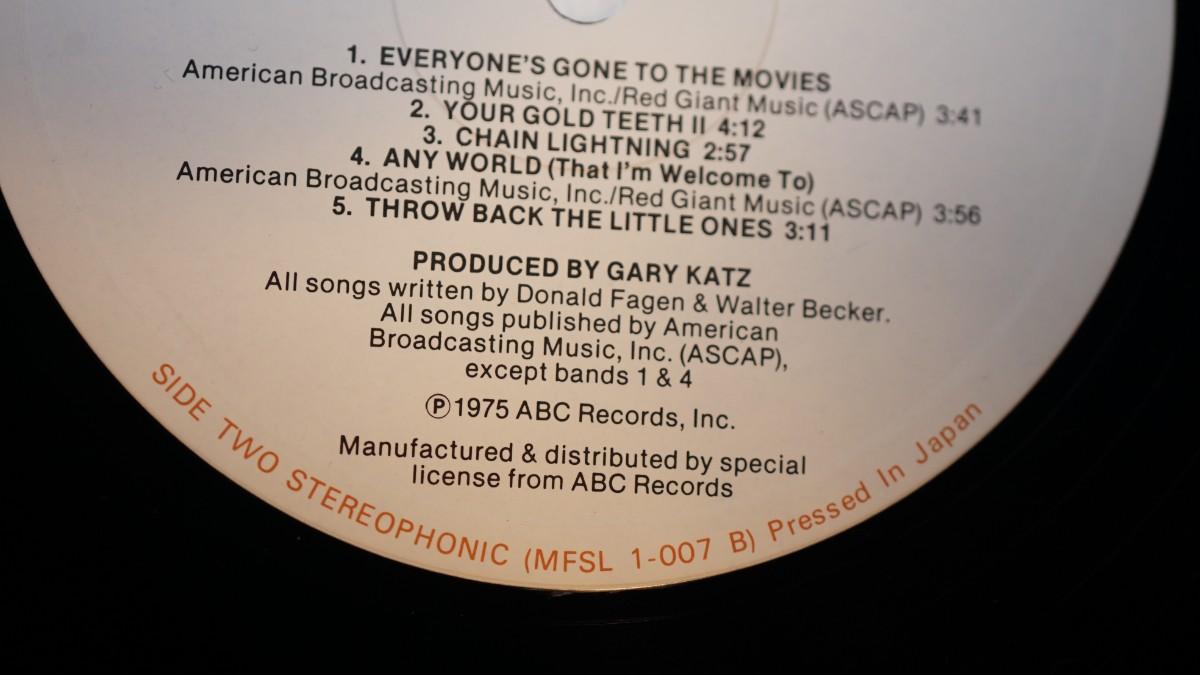 1. EVERYONE'S GONE TO THE MOVIES
American Broadcasting Music, Inc./Red Giant Music (ASCAP) 3:41
2. YOUR GOLD TEETH II 4:12
3. CHAIN LIGHTNING 2:57
4. ANY WORLD (That I'm Welcome To)
American Broadcasting Music, Inc./Red Giant Music (ASCAP) 3:56
5. THROW BACK THE LITTLE ONES 3:11
PRODUCED BY GARY KATZ
All songs written by Donald Fagen & Walter Becker.
All songs published by American
Broadcasting Music, Inc. (ASCAP),
except bands 1 & 4
℗1975 ABC Records, Inc.
Manufactured & distributed by special
license from ABC Records
SIDE TWO STEREOPHONIC (MFSL 1-007 B) Pressed In Japan